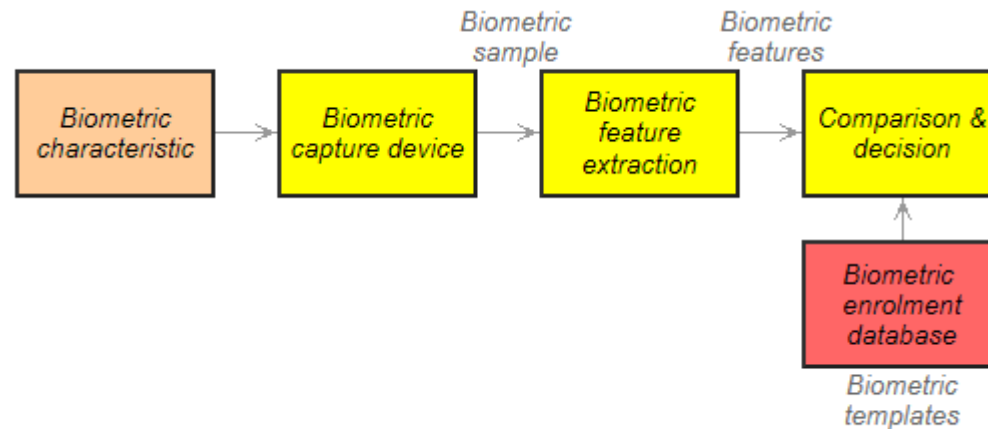 Biometric
sample
Biometric
features
Biometric
characteristic
Biometric
capture device
Biometric
feature
extraction
Comparison &
decision
Biometric
enrolment
database
Biometric
templates